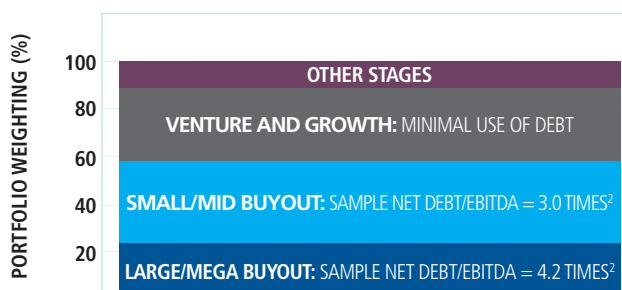 PORTFOLIO WEIGHTING (%)
100
OTHER STAGES
80
VENTURE AND GROWTH: MINIMAL USE OF DEBT
60
SMALL/MID BUYOUT: SAMPLE NET DEBT/EBITDA = 3.0 TIMES²
40
20
LARGE/MEGA BUYOUT: SAMPLE NET DEBT/EBITDA = 4.2 TIMES²